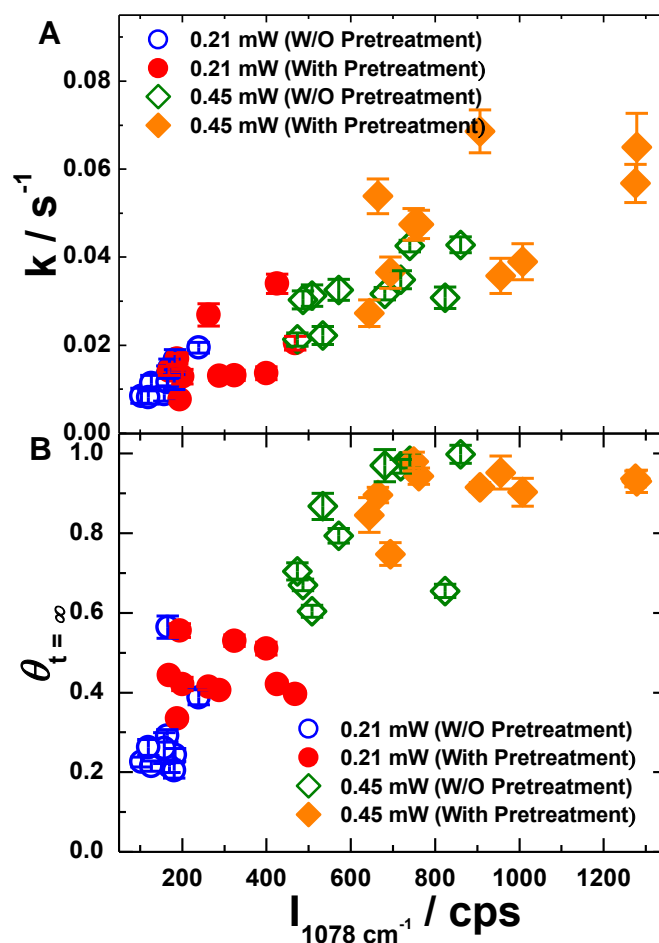 A
0.21 mW (W/O Pretreatment)
0.21 mW (With Pretreatment)
0.45 mW (W/O Pretreatment)
0.45 mW (With Pretreatment)
0.08
0.06
0.04
0.02
0.00
k / s⁻¹
B
1.0
0.8
0.6
0.4
0.2
0.0
θ t = ∞
0.21 mW (W/O Pretreatment)
0.21 mW (With Pretreatment)
0.45 mW (W/O Pretreatment)
0.45 mW (With Pretreatment)
200 400 600 800 1000 1200
I 1078 cm⁻¹ / cps